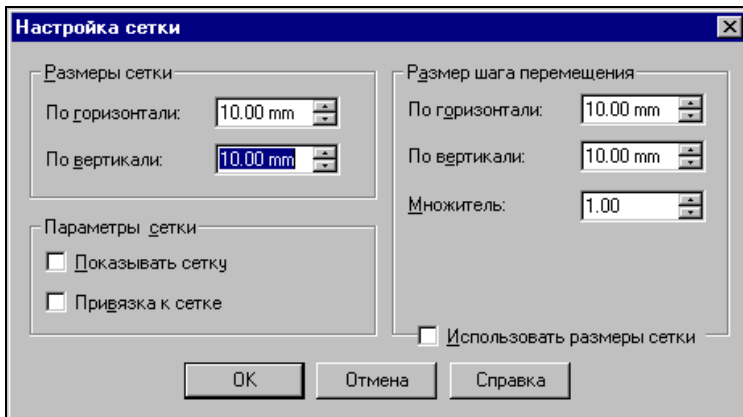 Настройка сетки
Размеры сетки
По горизонтали: 10.00 mm
По вертикали: 10.00 mm
Параметры сетки
Показывать сетку
Привязка к сетке
Размер шага перемещения
По горизонтали: 10.00 mm
По вертикали: 10.00 mm
Множитель: 1.00
Использовать размеры сетки
OK Отмена Справка